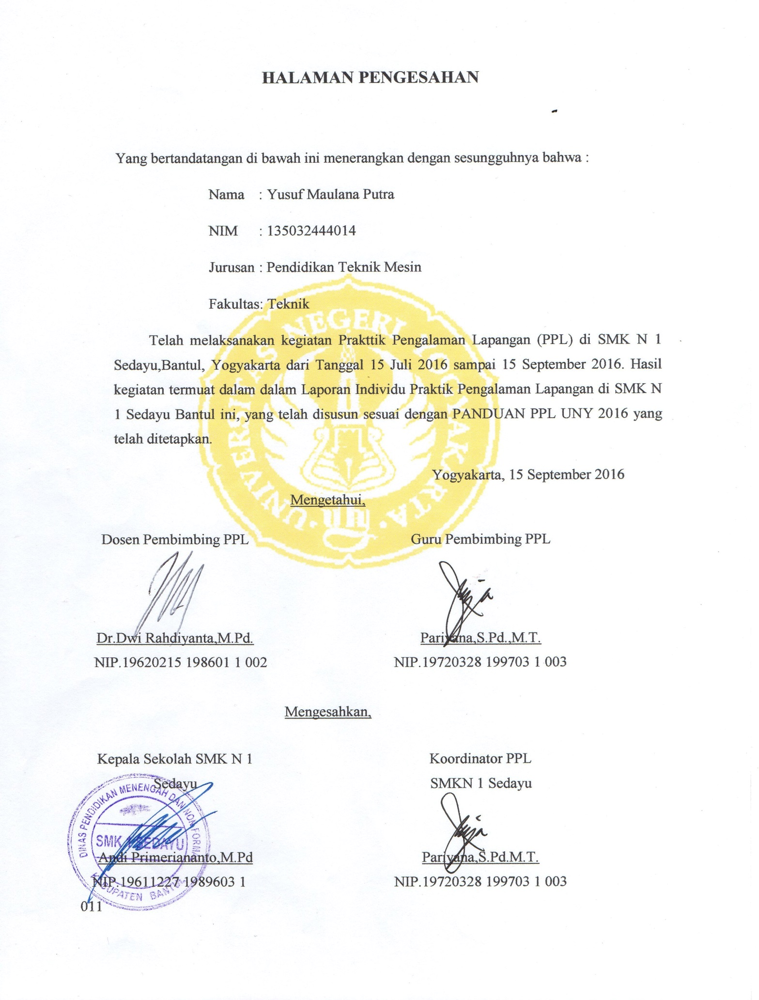 HALAMAN PENGESAHAN
Yang bertandatangan di bawah ini menerangkan dengan sesungguhnya bahwa :
Nama : Yusuf Maulana Putra
NIM : 135032444014
Jurusan : Pendidikan Teknik Mesin
Fakultas: Teknik
Telah melaksanakan kegiatan Prakttik Pengalaman Lapangan (PPL) di SMK N 1
Sedayu,Bantul, Yogyakarta dari Tanggal 15 Juli 2016 sampai 15 September 2016. Hasil
kegiatan termuat dalam dalam Laporan Individu Praktik Pengalaman Lapangan di SMK N
1 Sedayu Bantul ini, yang telah disusun sesuai dengan PANDUAN PPL UNY 2016 yang
telah ditetapkan.
UNIVERSITAS NEGERI YOGYAKARTA
Yogyakarta, 15 September 2016
Mengetahui,
Dosen Pembimbing PPL
Guru Pembimbing PPL
Dr.Dwi Rahdiyanta,M.Pd.
Pariyana,S.Pd.,M.T.
NIP.19620215 198601 1 002
NIP.19720328 199703 1 003
Mengesahkan,
Kepala Sekolah SMK N 1
Koordinator PPL
Sedayu
SMKN 1 Sedayu
DINAS PENDIDIKAN MENENGAH DAN NON FORMAL
SMK 1 SEDAYU
KABUPATEN BANTUL
Andi Primeriananto,M.Pd
Pariyana,S.Pd.M.T.
NIP.19611227 1989603 1
NIP.19720328 199703 1 003
011